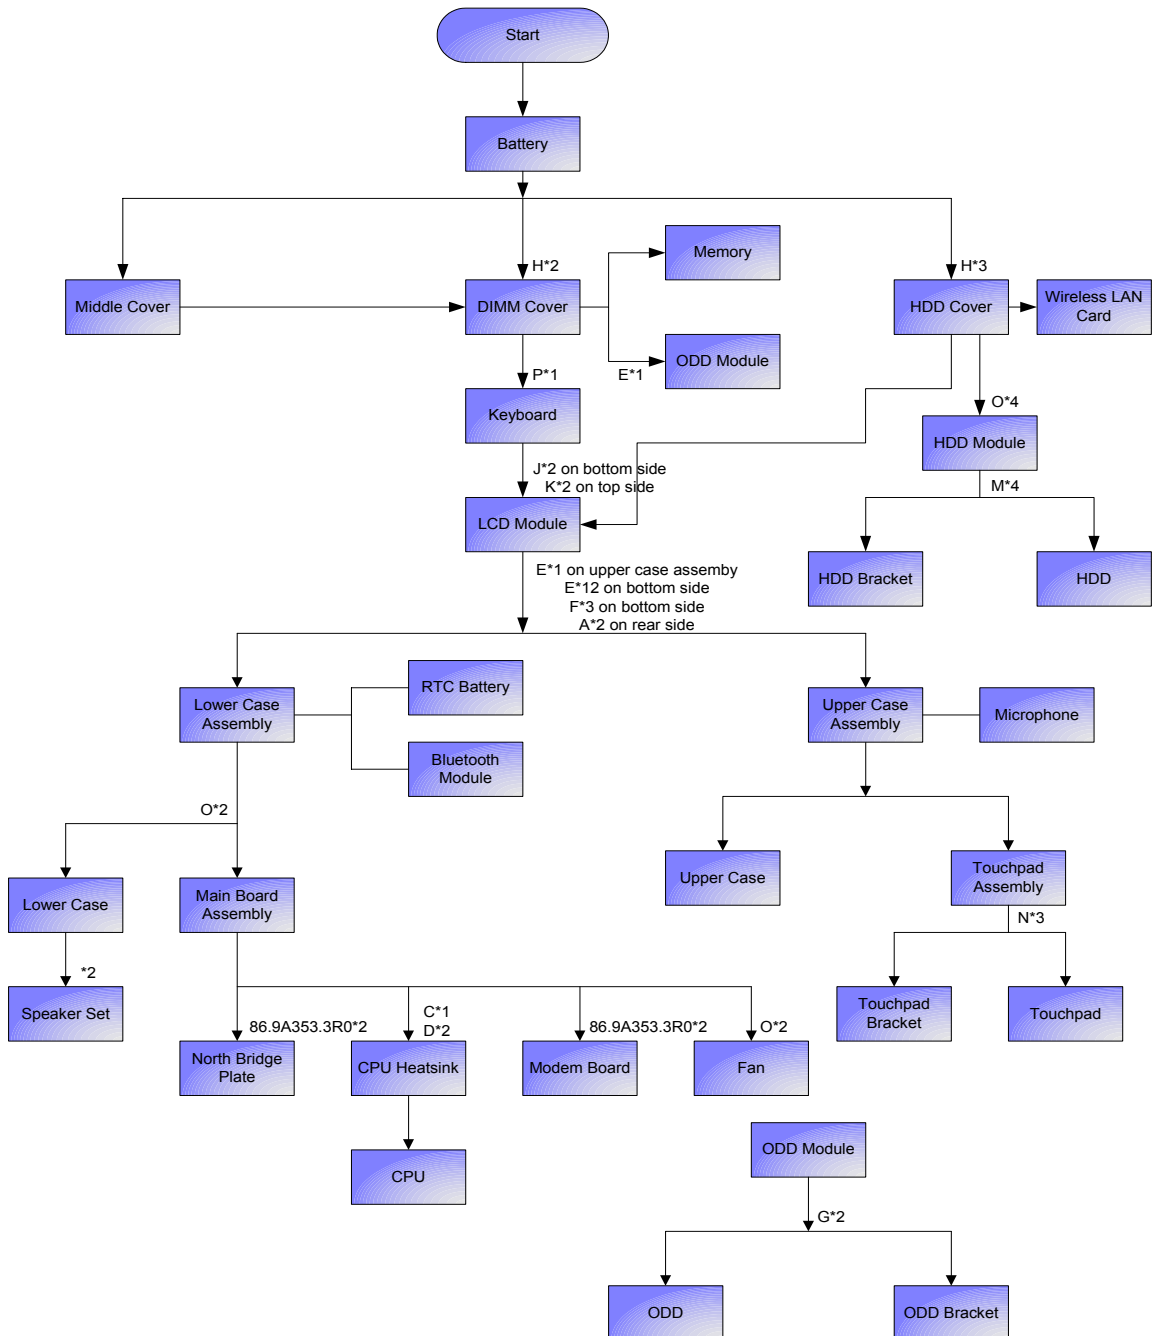 Start
Battery
H*2
H*3
Memory
Middle Cover
DIMM Cover
HDD Cover
Wireless LAN
Card
ODD Module
P*1
E*1
O*4
Keyboard
HDD Module
J*2 on bottom side
K*2 on top side
M*4
LCD Module
E*1 on upper case assemby
E*12 on bottom side
F*3 on bottom side
A*2 on rear side
HDD Bracket
HDD
RTC Battery
Lower Case
Assembly
Upper Case
Assembly
Microphone
Bluetooth
Module
O*2
Lower Case
Main Board
Assembly
Upper Case
Touchpad
Assembly
N*3
*2
Speaker Set
Touchpad
Bracket
Touchpad
86.9A353.3R0*2
C*1
D*2
86.9A353.3R0*2
O*2
North Bridge
Plate
CPU Heatsink
Modem Board
Fan
CPU
ODD Module
G*2
ODD
ODD Bracket